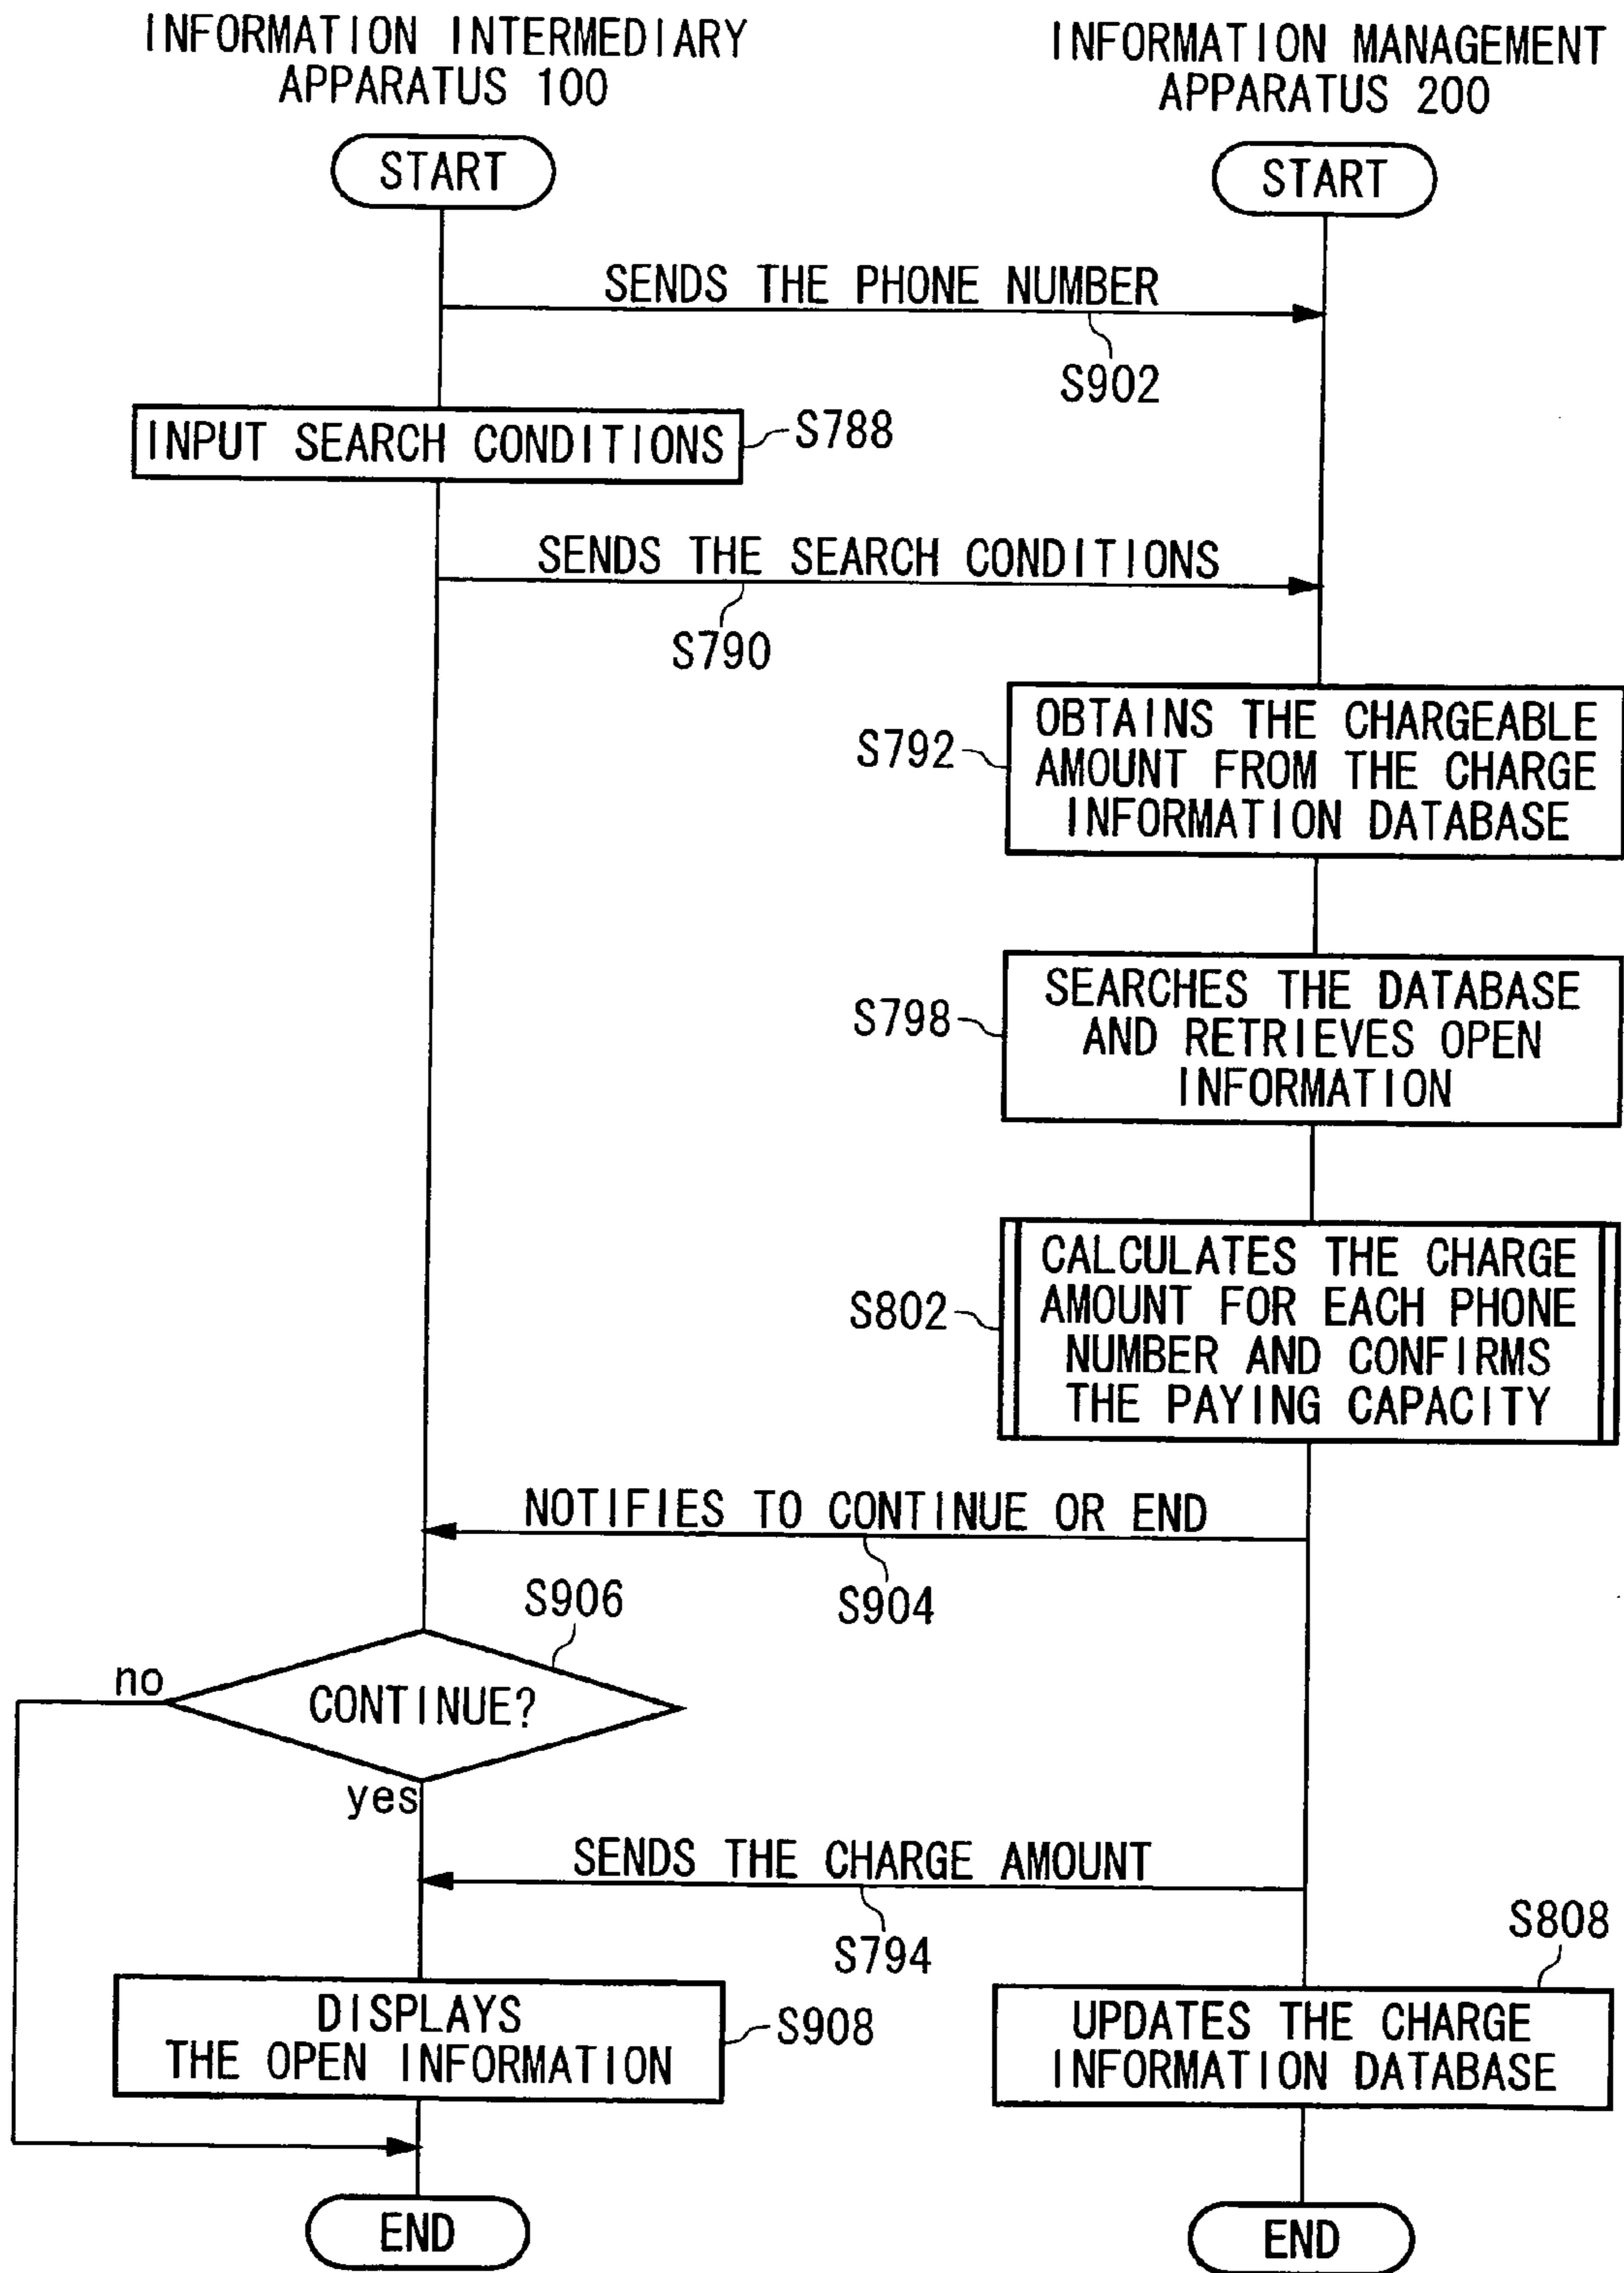 INFORMATION INTERMEDIARY
APPARATUS 100
INFORMATION MANAGEMENT
APPARATUS 200
START
START
SENDS THE PHONE NUMBER
S902
INPUT SEARCH CONDITIONS
S788
SENDS THE SEARCH CONDITIONS
S790
S792
OBTAINS THE CHARGEABLE
AMOUNT FROM THE CHARGE
INFORMATION DATABASE
S798
SEARCHES THE DATABASE
AND RETRIEVES OPEN
INFORMATION
S802
CALCULATES THE CHARGE
AMOUNT FOR EACH PHONE
NUMBER AND CONFIRMS
THE PAYING CAPACITY
NOTIFIES TO CONTINUE OR END
S904
S906
no
CONTINUE?
yes
SENDS THE CHARGE AMOUNT
S794
S808
DISPLAYS
THE OPEN INFORMATION
S908
UPDATES THE CHARGE
INFORMATION DATABASE
END
END